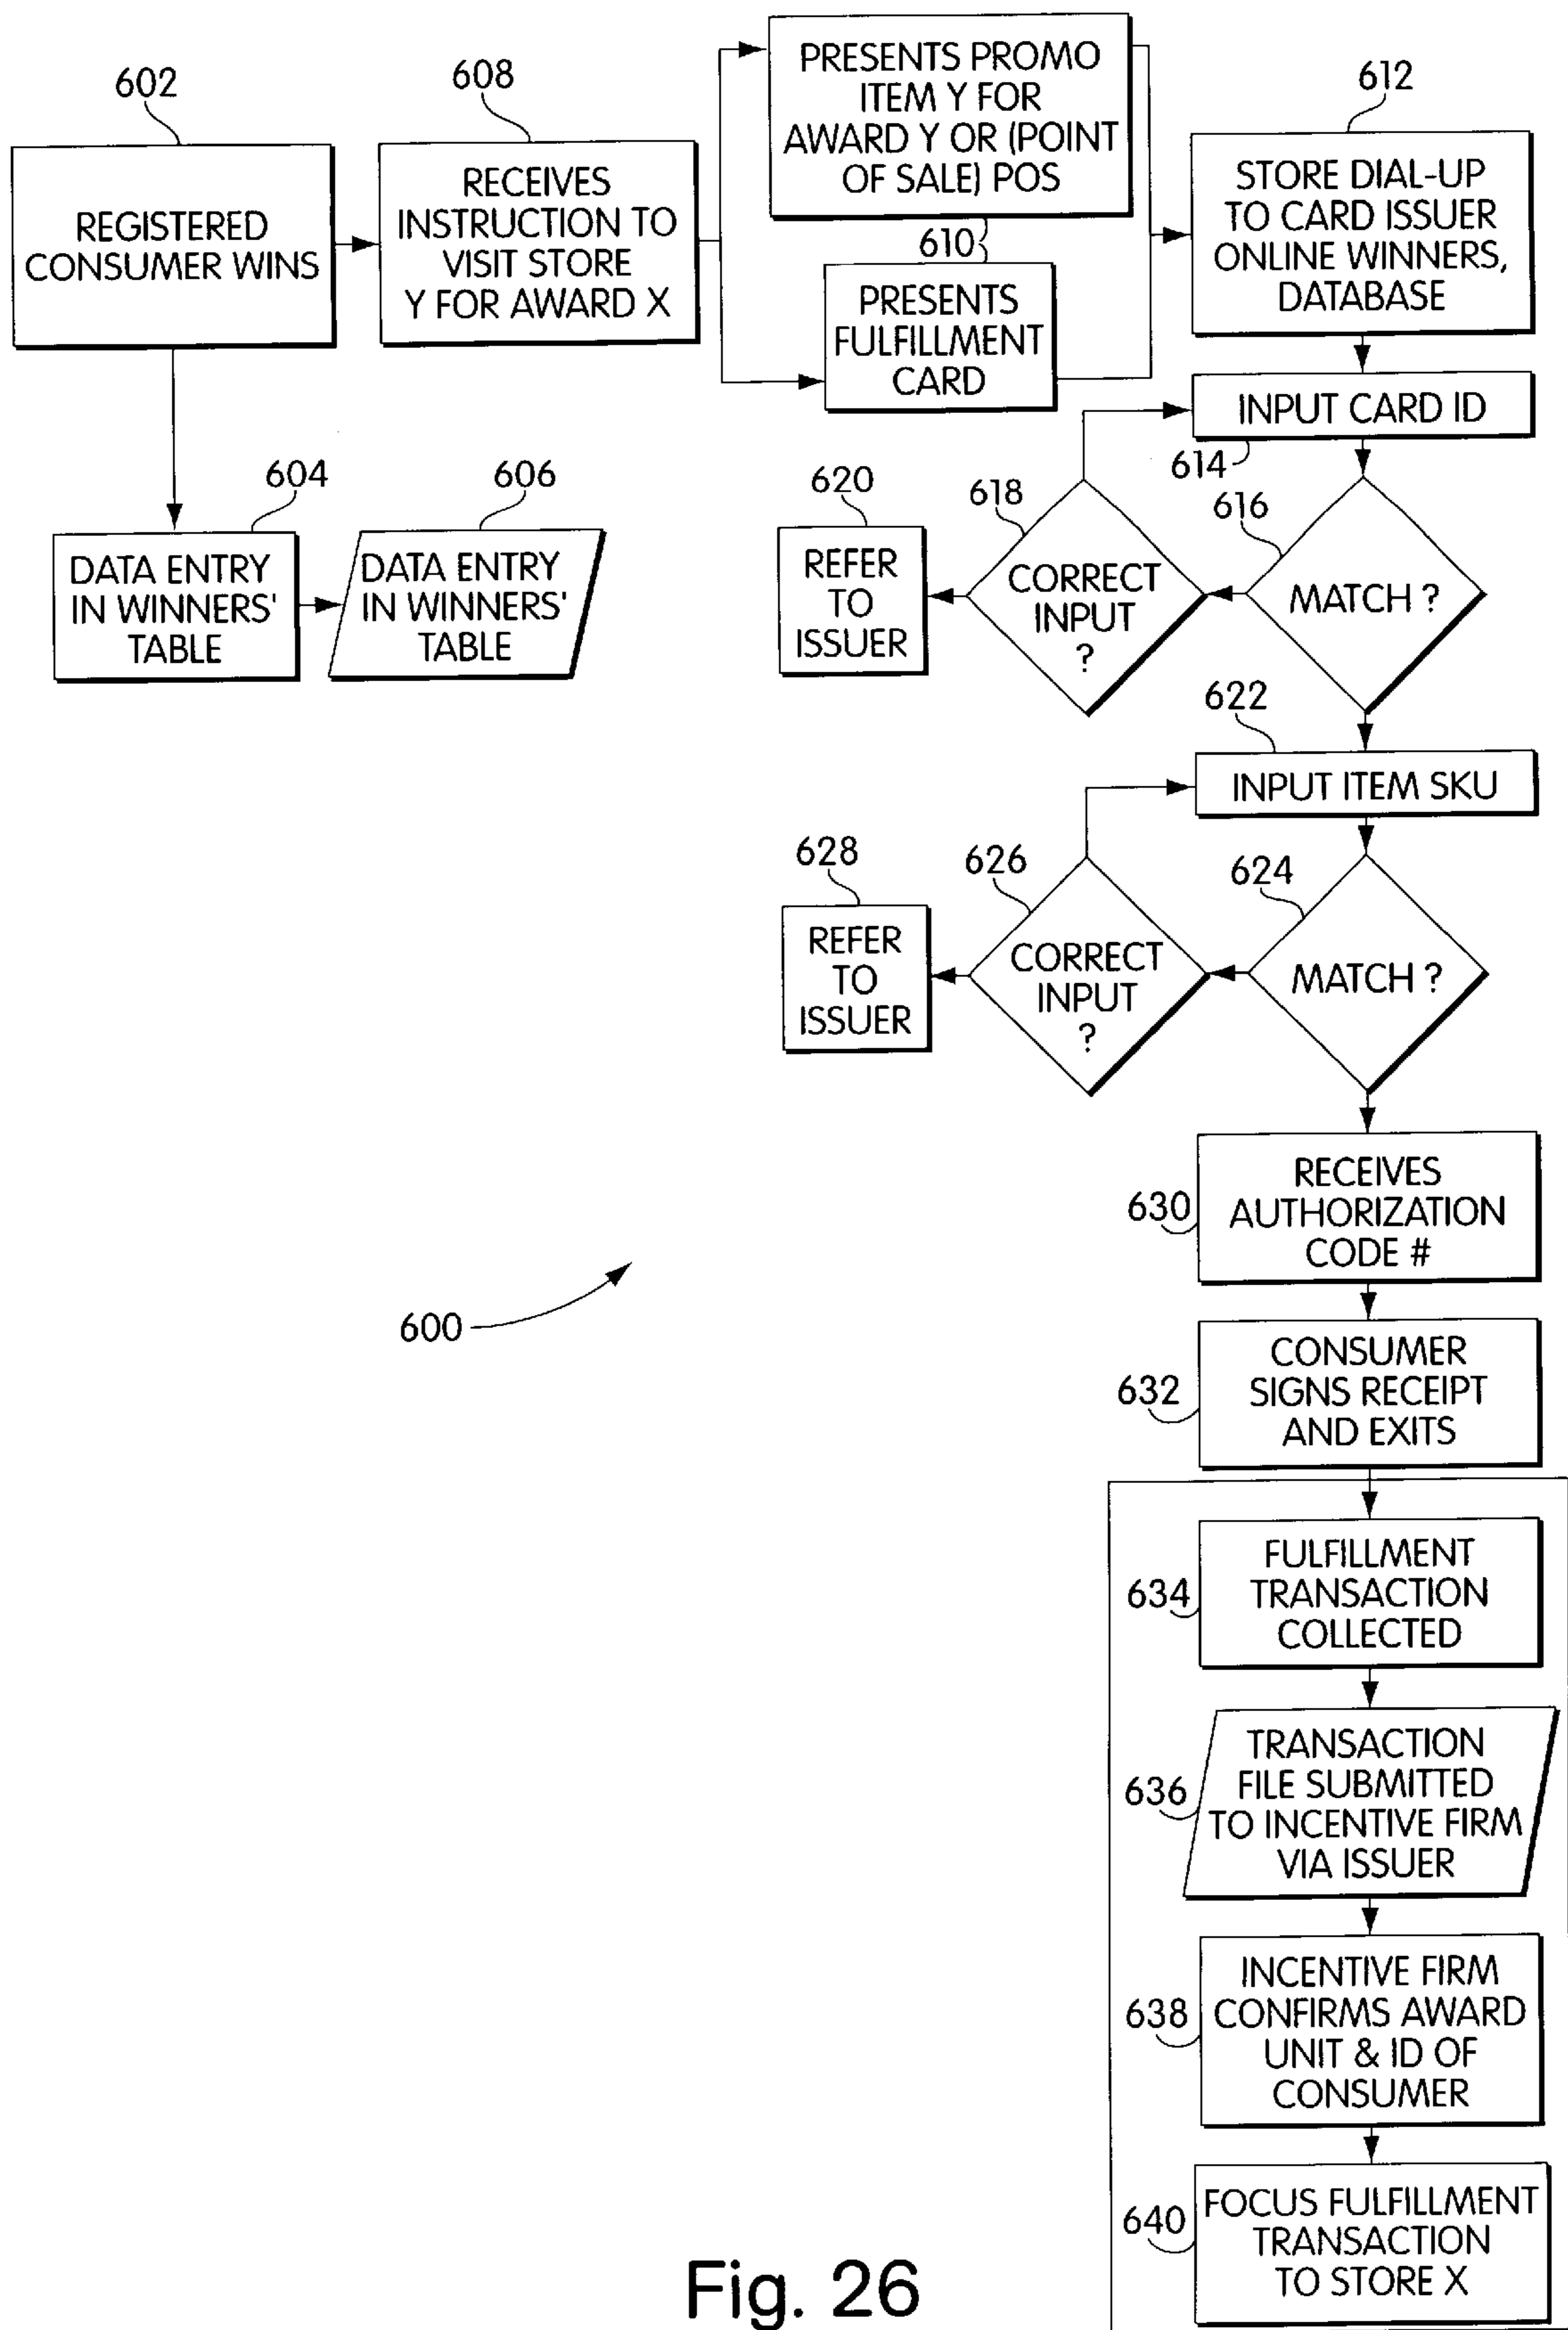 602
REGISTERED
CONSUMER WINS
608
RECEIVES
INSTRUCTION TO
VISIT STORE
Y FOR AWARD X
PRESENTS PROMO
ITEM Y FOR
AWARD Y OR (POINT
OF SALE) POS
610
PRESENTS
FULFILLMENT
CARD
612
STORE DIAL-UP
TO CARD ISSUER
ONLINE WINNERS,
DATABASE
INPUT CARD ID
614
604
DATA ENTRY
IN WINNERS'
TABLE
606
DATA ENTRY
IN WINNERS'
TABLE
620
REFER
TO
ISSUER
618
CORRECT
INPUT
?
616
MATCH ?
622
INPUT ITEM SKU
628
REFER
TO
ISSUER
626
CORRECT
INPUT
?
624
MATCH ?
630
RECEIVES
AUTHORIZATION
CODE #
600
632
CONSUMER
SIGNS RECEIPT
AND EXITS
634
FULFILLMENT
TRANSACTION
COLLECTED
636
TRANSACTION
FILE SUBMITTED
TO INCENTIVE FIRM
VIA ISSUER
638
INCENTIVE FIRM
CONFIRMS AWARD
UNIT & ID OF
CONSUMER
640
FOCUS FULFILLMENT
TRANSACTION
TO STORE X
Fig. 26